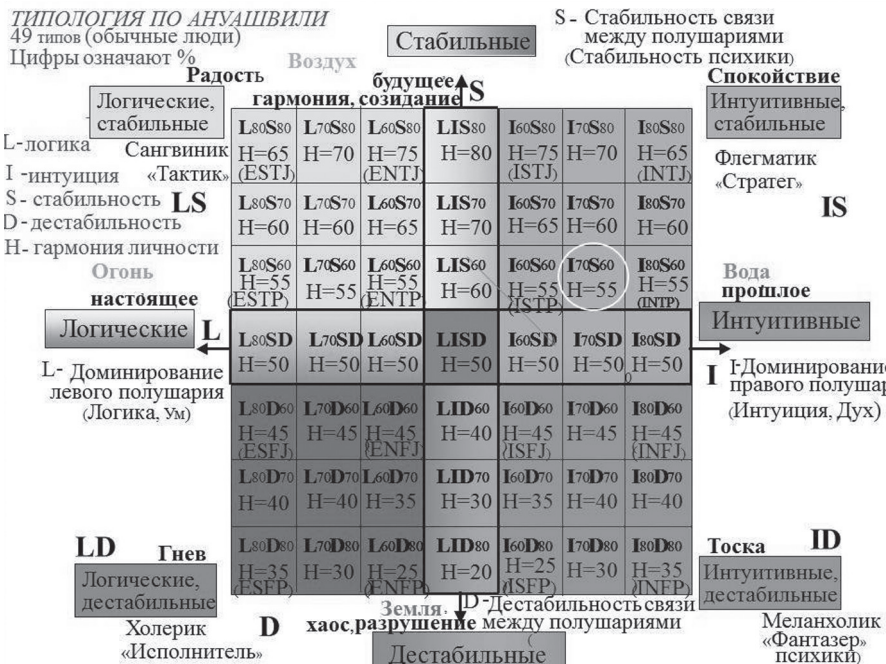 ТИПОЛОГИЯ ПО АНУАШВИЛИ
49 типов (обычные люди)
Цифры означают %
Воздух
Стабильные
S - Стабильность связи
между полушариями
(Стабильность психики)
Радость
будущее
гармония, созидание
S
Спокойствие
Логические,
стабильные
Интуитивные,
стабильные
L-логика
I -интуиция
S - стабильность
D - дестабильность
H - гармония личности
Сангвиник
«Тактик»
LS
Флегматик
«Стратег»
IS
L80S80 L70S80 L60S80 LIS80 I60S80 I70S80 I80S80
H=65 H=70 H=75 H=80 H=75 H=70 H=65
(ESTJ) (ENTJ) (ISTJ) (INTJ)
L80S70 L70S70 L60S70 LIS70 I60S70 I70S70 I80S70
H=60 H=60 H=65 H=70 H=65 H=60 H=60
L80S60 L70S60 L60S60 LIS60 I60S60 I70S60 I80S60
H=55 H=55 H=55 H=60 H=55 H=55 H=55
(ESTP) (ENTP) (ISTP) (INTP)
Огонь
настоящее
Логические
L
Вода
прошлое
Интуитивные
I
L80SD L70SD L60SD LISD I60SD I70SD I80SD
H=50 H=50 H=50 H=50 H=50 H=50 H=50
0
L- Доминирование
левого полушария
(Логика, Ум)
I-Доминирование
правого полушар
(Интуиция, Дух)
L80D60 L70D60 L60D60 LID60 I60D60 I70D60 I80D60
H=45 H=45 H=45 H=40 H=45 H=45 H=45
(ESFJ) (ENFJ) (ISFJ) (INFJ)
L80D70 L70D70 L60D70 LID70 I60D70 I70D70 I80D70
H=40 H=40 H=35 H=30 H=35 H=40 H=40
L80D80 L70D80 L60D80 LID80 I60D80 I70D80 I80D80
H=35 H=30 H=25 H=20 H=25 H=30 H=35
(ESFP) (ENFP) (ISFP) (INFP)
LD
Гнев
Логические,
дестабильные
Холерик
«Исполнитель»
D
Тоска
ID
Интуитивные,
дестабильные
Меланхолик
«Фантазер»
психики)
Земля
хаос,разрушение
D -Дестабильность связи
между полушариями
(
Дестабильные